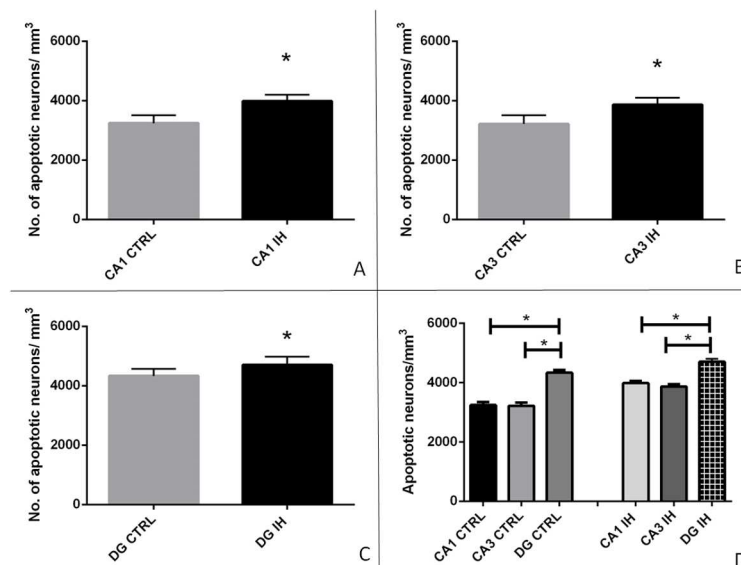 No. of apoptotic neurons/ mm³
6000
4000
2000
0
*
CA1 CTRL
CA1 IH
A
No. of apoptotic neurons/ mm³
6000
4000
2000
0
*
CA3 CTRL
CA3 IH
No. of apoptotic neurons/ mm³
6000
4000
2000
0
*
DG CTRL
DG IH
C
Apoptotic neurons/mm³
6000
4000
2000
0
*
*
*
*
CA1 CTRL
CA3 CTRL
DG CTRL
CA1 IH
CA3 IH
DG IH